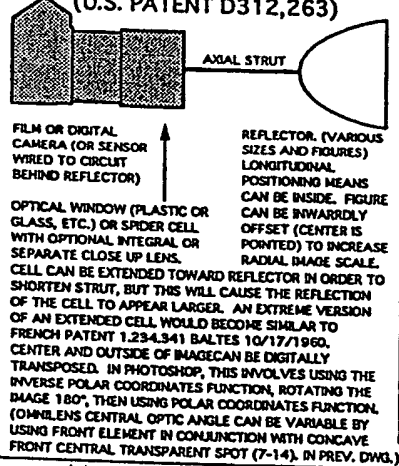 (U.S. PATENT D312,263)
AXIAL STRUT
FILM OR DIGITAL
CAMERA (OR SENSOR
WIRED TO CIRCUIT
BEHIND REFLECTOR)
REFLECTOR. (VARIOUS
SIZES AND FIGURES)
LONGITUDINAL
POSITIONING MEANS
CAN BE INSIDE. FIGURE
CAN BE INWARDLY
OFFSET (CENTER IS
POINTED) TO INCREASE
RADIAL IMAGE SCALE.
OPTICAL WINDOW (PLASTIC OR
GLASS, ETC.) OR SPIDER CELL
WITH OPTIONAL INTEGRAL OR
SEPARATE CLOSE UP LENS.
CELL CAN BE EXTENDED TOWARD REFLECTOR IN ORDER TO
SHORTEN STRUT, BUT THIS WILL CAUSE THE REFLECTION
OF THE CELL TO APPEAR LARGER. AN EXTREME VERSION
OF AN EXTENDED CELL WOULD BECOME SIMILAR TO
FRENCH PATENT 1.234.341 BALTES 10/17/1960.
CENTER AND OUTSIDE OF IMAGECAN BE DIGITALLY
TRANSPOSED. IN PHOTOSHOP, THIS INVOLVES USING THE
INVERSE POLAR COORDINATES FUNCTION, ROTATING THE
IMAGE 180°, THEN USING POLAR COORDINATES FUNCTION.
(OMNILENS CENTRAL OPTIC ANGLE CAN BE VARIABLE BY
USING FRONT ELEMENT IN CONJUNCTION WITH CONCAVE
FRONT CENTRAL TRANSPARENT SPOT (7-14). IN PREV. DWG.)